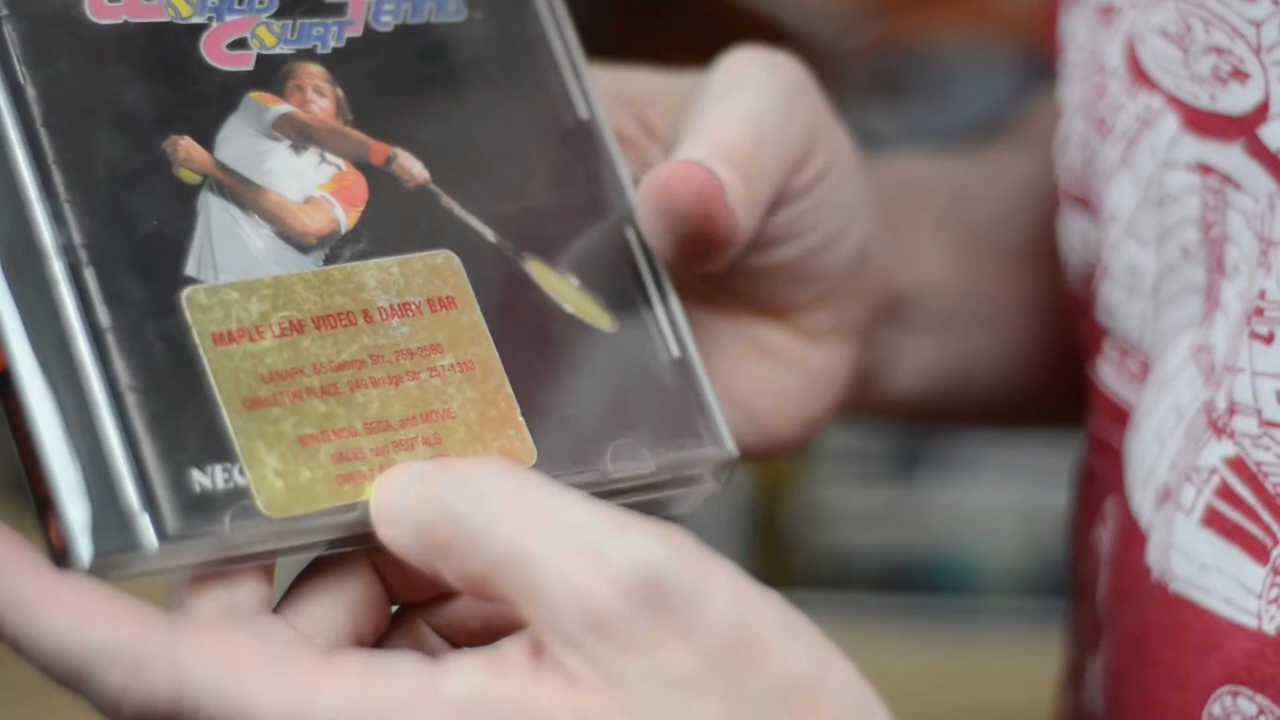 WORLD
COURT TENNIS
MAPLE LEAF VIDEO & DAIRY BAR
LANARK, 65 George Str., 259-2580
CARLETON PLACE 249 Bridge Str. 257-1313
NINTENDO, SEGA, and MOVIE
SALES and RENTALS
NEC